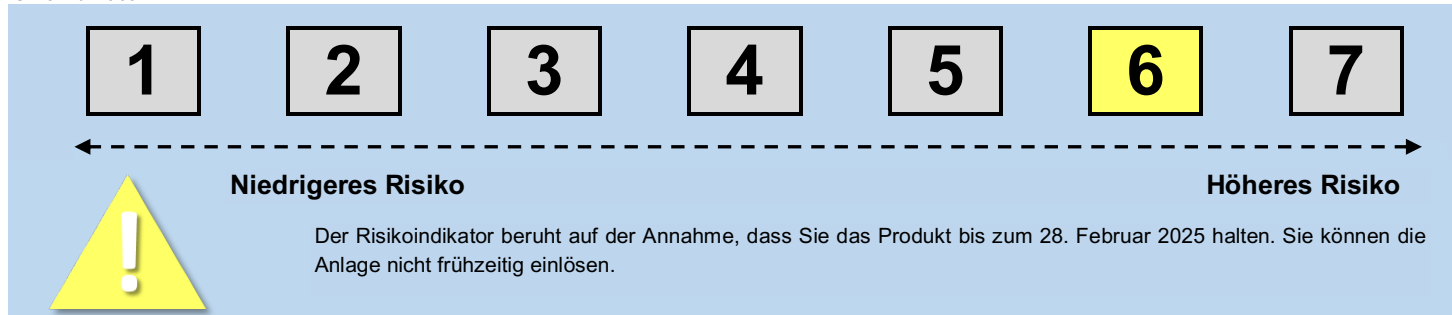 1 2 3 4 5 6 7
Niedrigeres Risiko Höheres Risiko
!
Der Risikoindikator beruht auf der Annahme, dass Sie das Produkt bis zum 28. Februar 2025 halten. Sie können die
Anlage nicht frühzeitig einlösen.